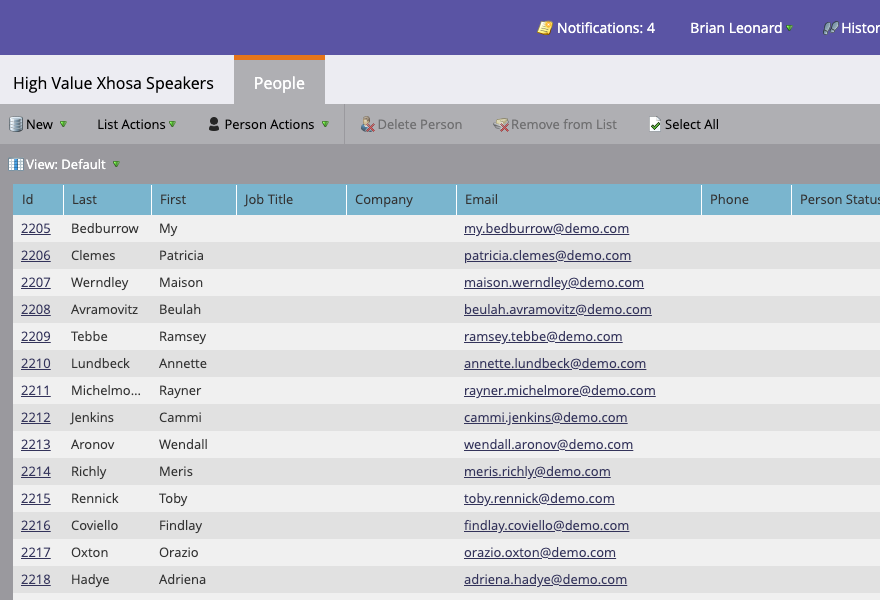 Notifications: 4 Brian Leonard Histor
High Value Xhosa Speakers People
New List Actions Person Actions Delete Person Remove from List Select All
View: Default
Id Last First Job Title Company Email Phone Person Status
2205 Bedburrow My my.bedburrow@demo.com
2206 Clemes Patricia patricia.clemes@demo.com
2207 Werndley Maison maison.werndley@demo.com
2208 Avramovitz Beulah beulah.avramovitz@demo.com
2209 Tebbe Ramsey ramsey.tebbe@demo.com
2210 Lundbeck Annette annette.lundbeck@demo.com
2211 Michelmo... Rayner rayner.michelmore@demo.com
2212 Jenkins Cammi cammi.jenkins@demo.com
2213 Aronov Wendall wendall.aronov@demo.com
2214 Richly Meris meris.richly@demo.com
2215 Rennick Toby toby.rennick@demo.com
2216 Coviello Findlay findlay.coviello@demo.com
2217 Oxton Orazio orazio.oxton@demo.com
2218 Hadye Adriena adriena.hadye@demo.com